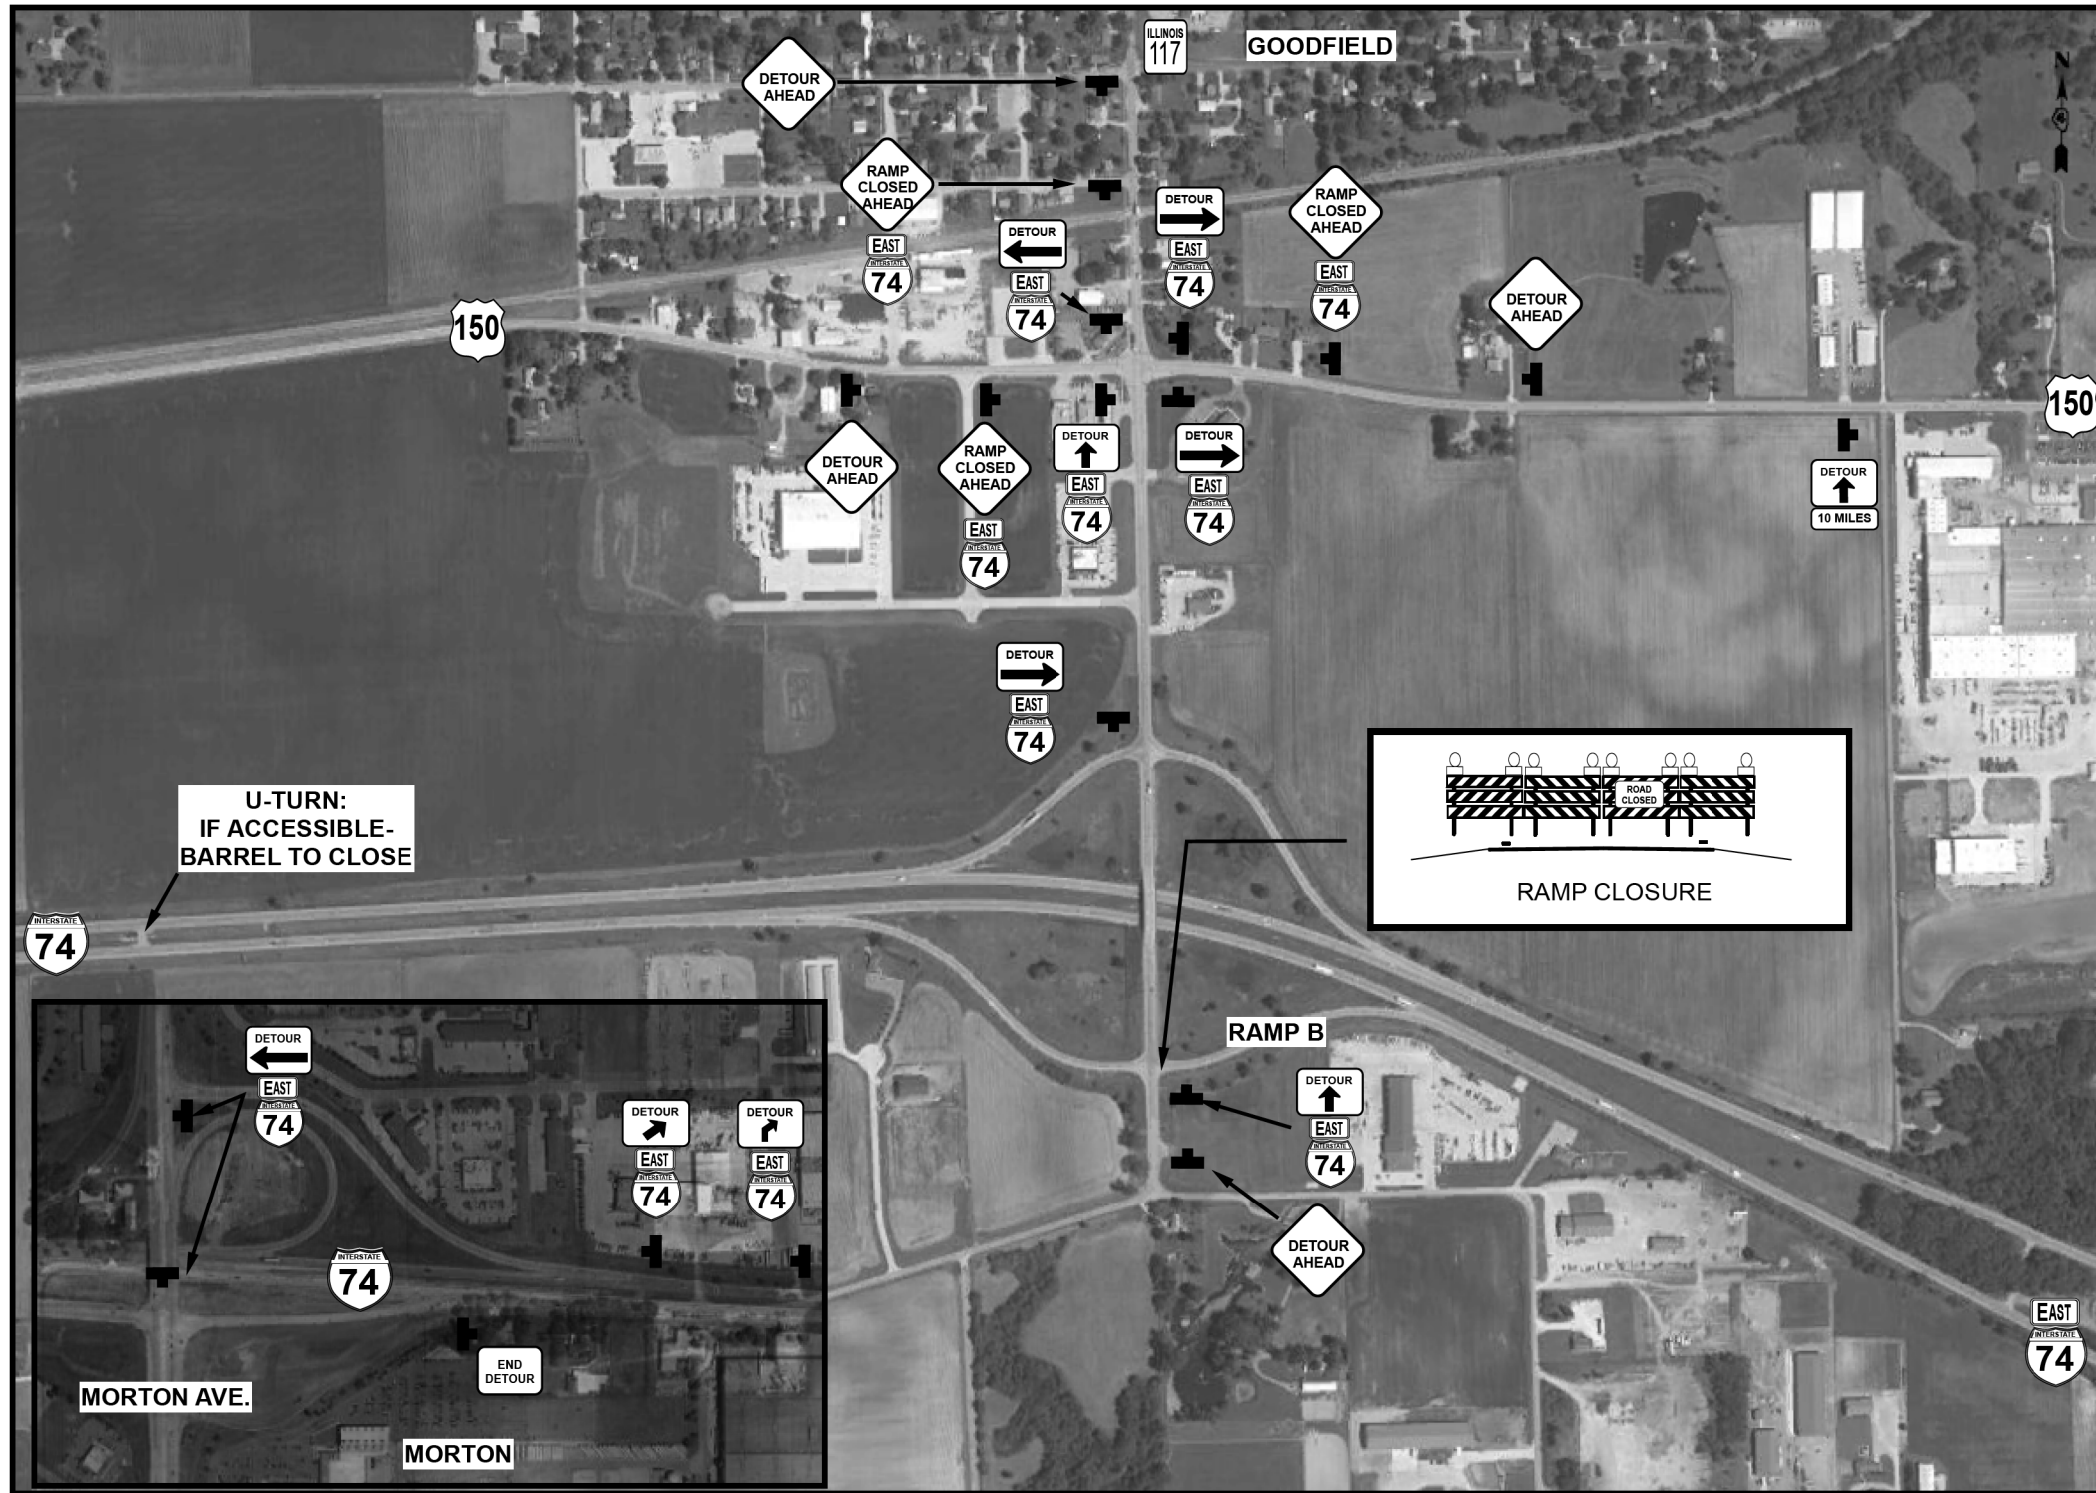 ILLINOIS
117
GOODFIELD
N
DETOUR
AHEAD
RAMP
CLOSED
AHEAD
EAST
INTERSTATE
74
DETOUR
EAST
INTERSTATE
74
DETOUR
EAST
INTERSTATE
74
RAMP
CLOSED
AHEAD
EAST
INTERSTATE
74
DETOUR
AHEAD
150
150
DETOUR
AHEAD
RAMP
CLOSED
AHEAD
EAST
INTERSTATE
74
DETOUR
EAST
INTERSTATE
74
DETOUR
EAST
INTERSTATE
74
DETOUR
10 MILES
DETOUR
EAST
INTERSTATE
74
U-TURN:
IF ACCESSIBLE-
BARREL TO CLOSE
ROAD
CLOSED
RAMP CLOSURE
INTERSTATE
74
RAMP B
DETOUR
EAST
INTERSTATE
74
DETOUR
AHEAD
EAST
INTERSTATE
74
DETOUR
EAST
INTERSTATE
74
DETOUR
EAST
INTERSTATE
74
DETOUR
EAST
INTERSTATE
74
INTERSTATE
74
END
DETOUR
MORTON AVE.
MORTON